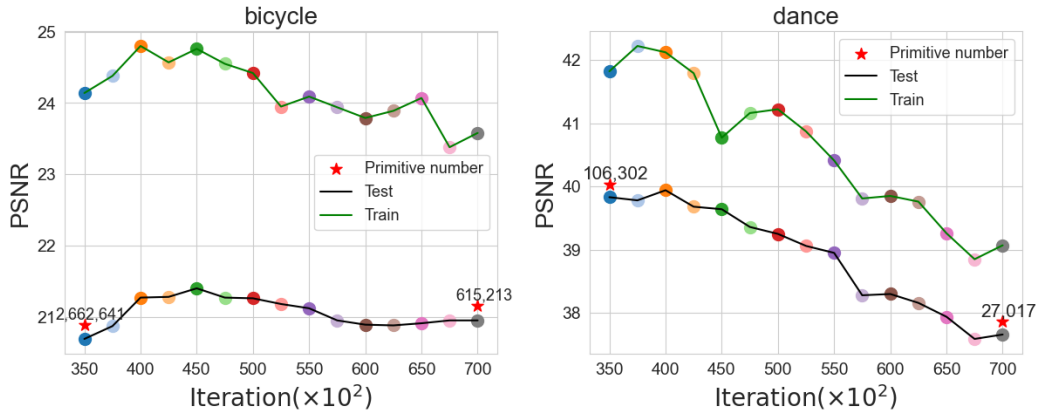 bicycle
25
24
23
22
21
PSNR
2,662,641
615,213
Primitive number
Test
Train
350 400 450 500 550 600 650 700
Iteration(×10²)
dance
42
41
40
39
38
PSNR
106,302
27,017
Primitive number
Test
Train
350 400 450 500 550 600 650 700
Iteration(×10²)